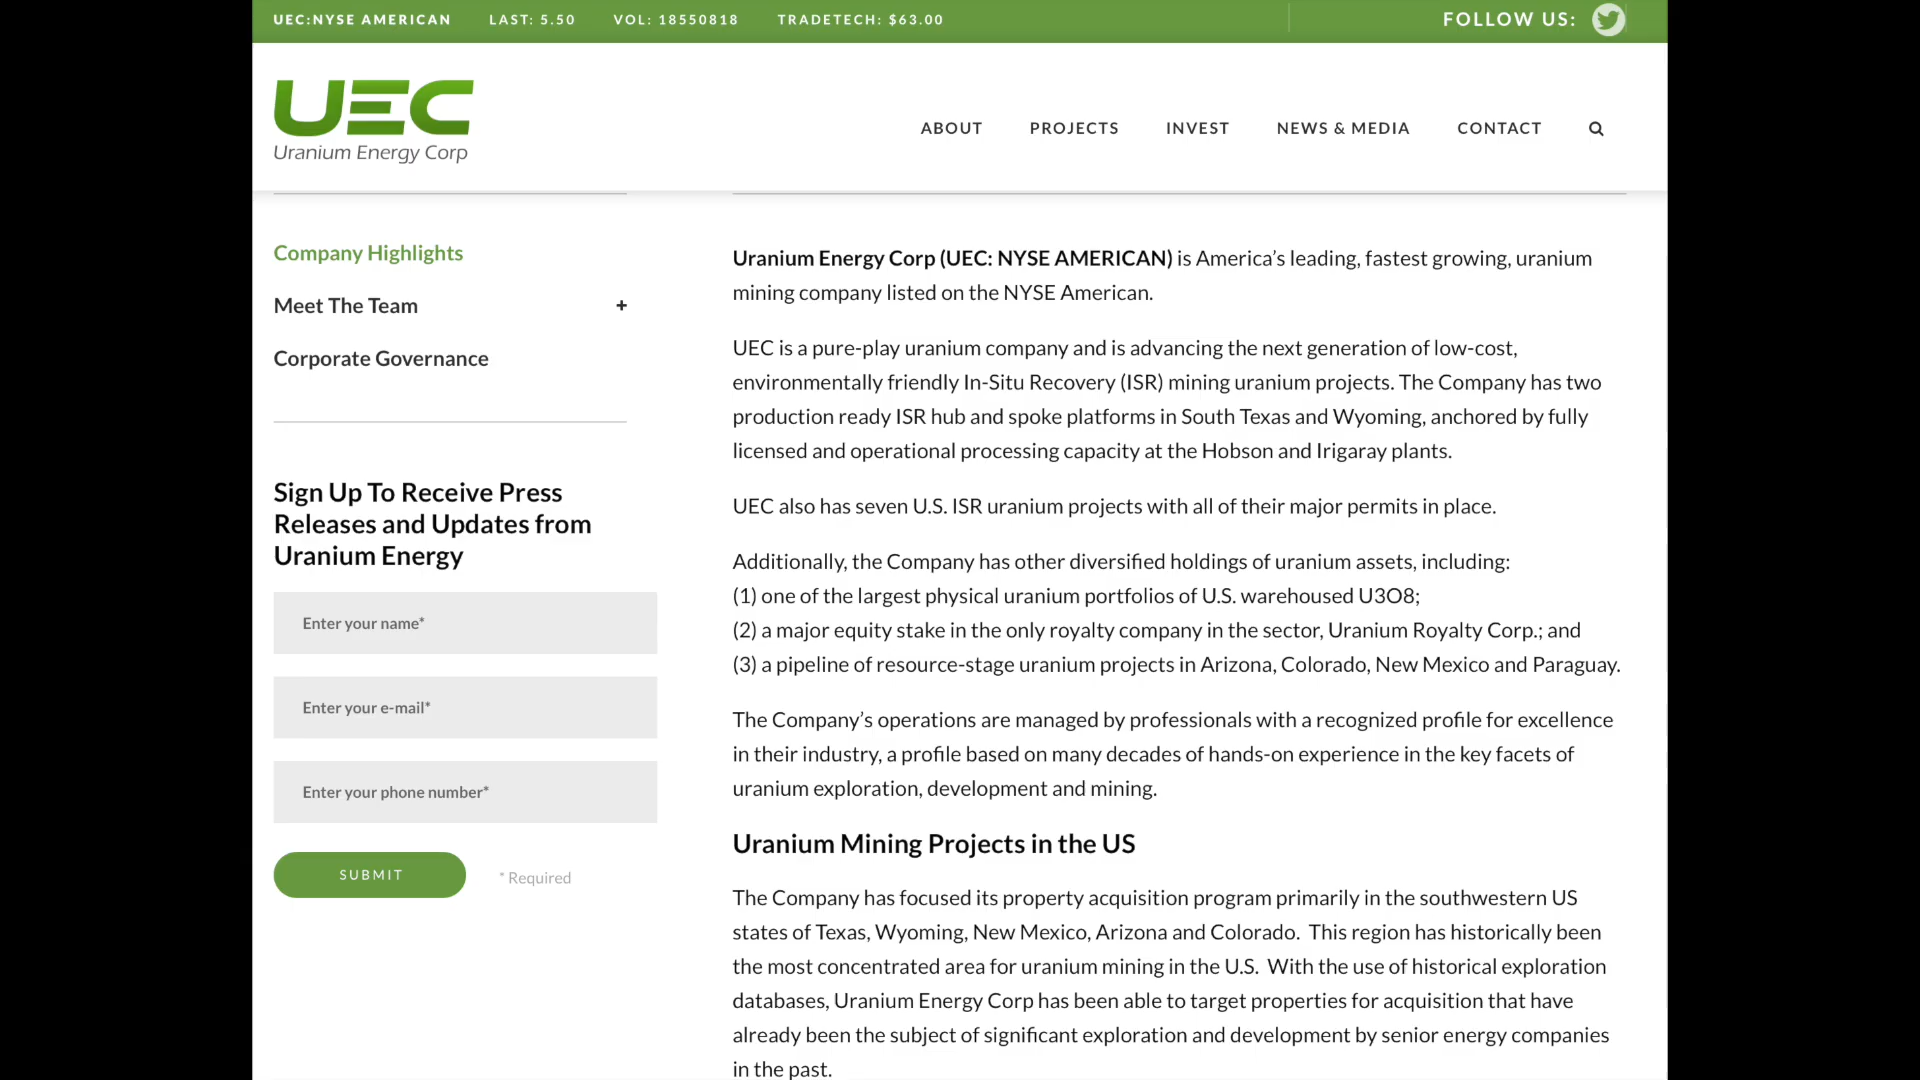 UEC:NYSE AMERICAN LAST: 5.50 VOL: 18550818 TRADETECH: $63.00 FOLLOW US:
UEC
Uranium Energy Corp
ABOUT PROJECTS INVEST NEWS & MEDIA CONTACT
Company Highlights
Meet The Team +
Corporate Governance
Sign Up To Receive Press
Releases and Updates from
Uranium Energy
Enter your name*
Enter your e-mail*
Enter your phone number*
SUBMIT * Required
Uranium Energy Corp (UEC: NYSE AMERICAN) is America’s leading, fastest growing, uranium
mining company listed on the NYSE American.
UEC is a pure-play uranium company and is advancing the next generation of low-cost,
environmentally friendly In-Situ Recovery (ISR) mining uranium projects. The Company has two
production ready ISR hub and spoke platforms in South Texas and Wyoming, anchored by fully
licensed and operational processing capacity at the Hobson and Irigaray plants.
UEC also has seven U.S. ISR uranium projects with all of their major permits in place.
Additionally, the Company has other diversified holdings of uranium assets, including:
(1) one of the largest physical uranium portfolios of U.S. warehoused U3O8;
(2) a major equity stake in the only royalty company in the sector, Uranium Royalty Corp.; and
(3) a pipeline of resource-stage uranium projects in Arizona, Colorado, New Mexico and Paraguay.
The Company’s operations are managed by professionals with a recognized profile for excellence
in their industry, a profile based on many decades of hands-on experience in the key facets of
uranium exploration, development and mining.
Uranium Mining Projects in the US
The Company has focused its property acquisition program primarily in the southwestern US
states of Texas, Wyoming, New Mexico, Arizona and Colorado. This region has historically been
the most concentrated area for uranium mining in the U.S. With the use of historical exploration
databases, Uranium Energy Corp has been able to target properties for acquisition that have
already been the subject of significant exploration and development by senior energy companies
in the past.